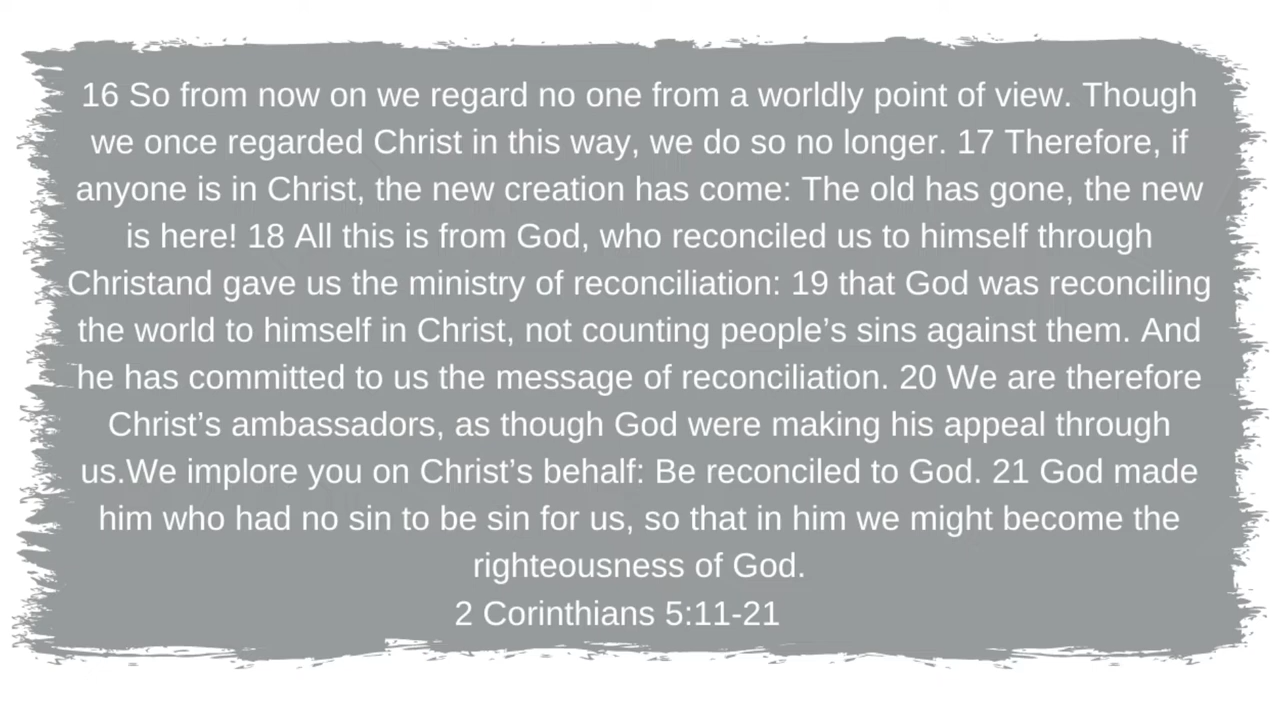 16 So from now on we regard no one from a worldly point of view. Though
we once regarded Christ in this way, we do so no longer. 17 Therefore, if
anyone is in Christ, the new creation has come: The old has gone, the new
is here! 18 All this is from God, who reconciled us to himself through
Christand gave us the ministry of reconciliation: 19 that God was reconciling
the world to himself in Christ, not counting people’s sins against them. And
he has committed to us the message of reconciliation. 20 We are therefore
Christ’s ambassadors, as though God were making his appeal through
us.We implore you on Christ’s behalf: Be reconciled to God. 21 God made
him who had no sin to be sin for us, so that in him we might become the
righteousness of God.
2 Corinthians 5:11-21